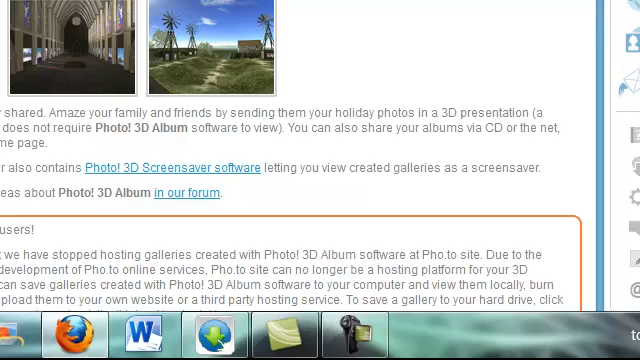 y shared. Amaze your family and friends by sending them your holiday photos in a 3D presentation (a
does not require Photo! 3D Album software to view). You can also share your albums via CD or the net,
me page.
r also contains Photo! 3D Screensaver software letting you view created galleries as a screensaver.
eas about Photo! 3D Album in our forum.
users!
t we have stopped hosting galleries created with Photo! 3D Album software at Pho.to site. Due to the
development of Pho.to online services, Pho.to site can no longer be a hosting platform for your 3D
can save galleries created with Photo! 3D Album software to your computer and view them locally, burn
pload them to your own website or a third party hosting service. To save a gallery to your hard drive, click
W
to